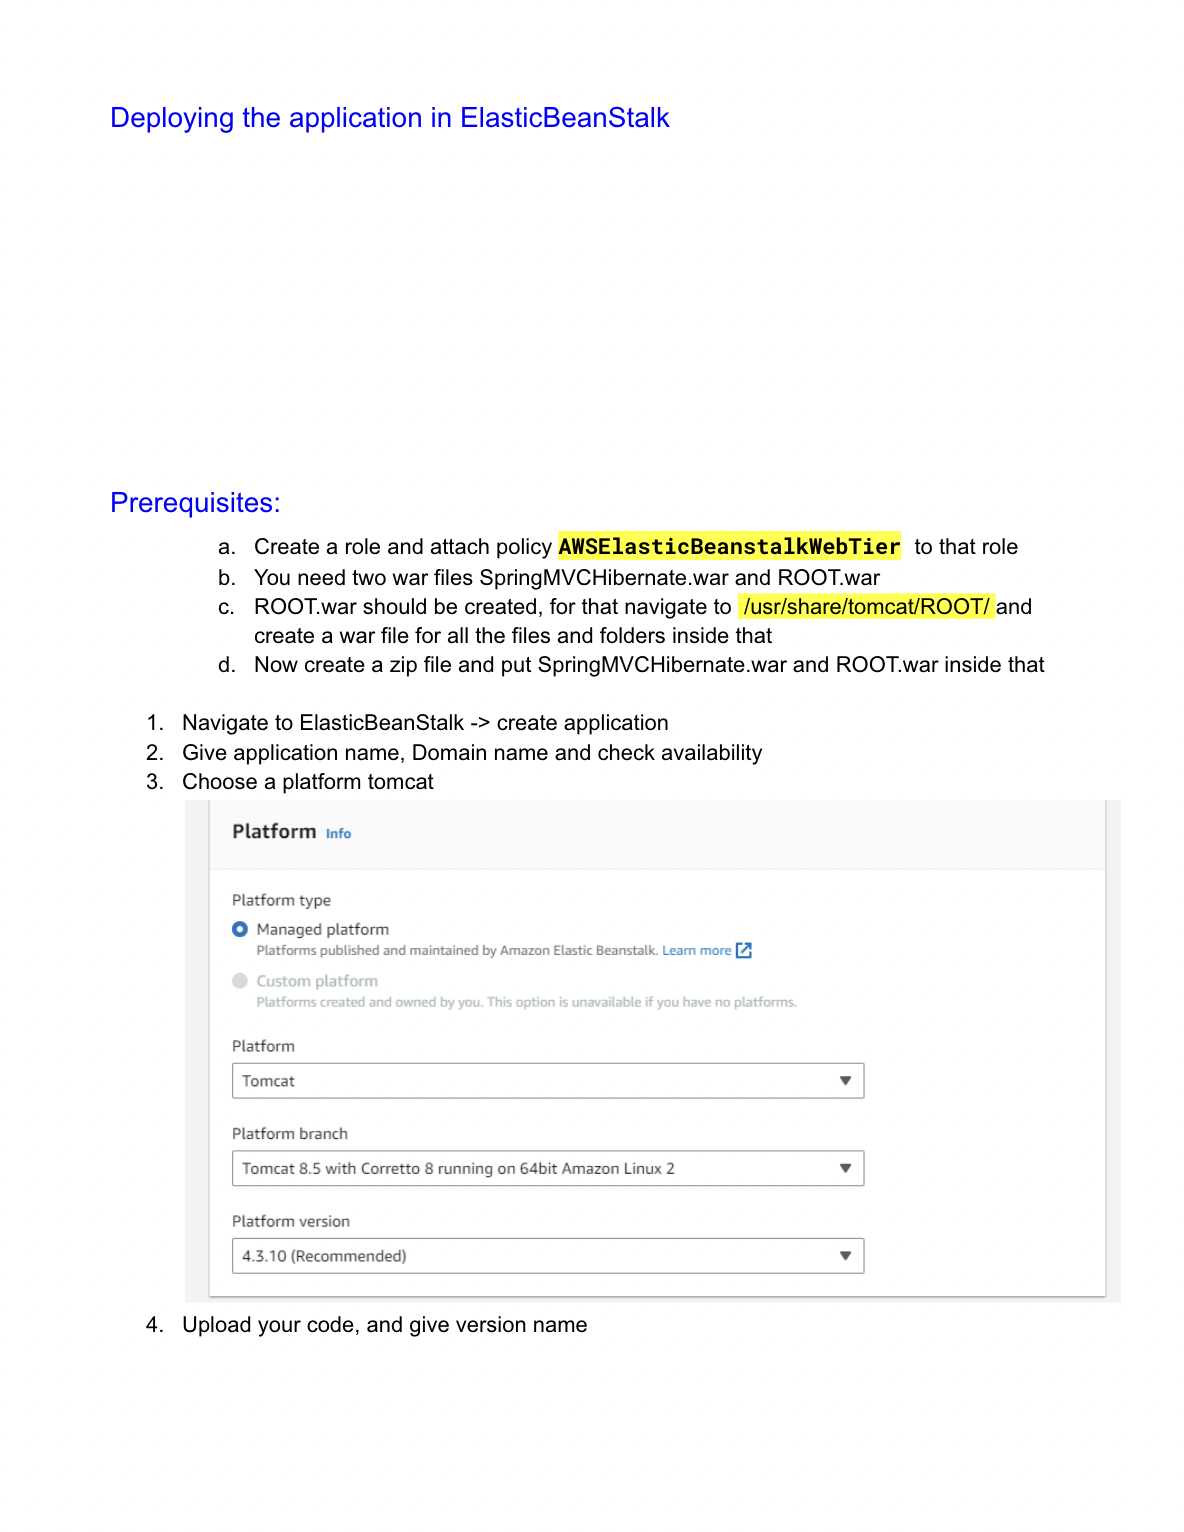 Deploying the application in ElasticBeanStalk
Prerequisites:
a. Create a role and attach policy AWSElasticBeanstalkWebTier to that role
b. You need two war files SpringMVCHibernate.war and ROOT.war
c. ROOT.war should be created, for that navigate to /usr/share/tomcat/ROOT/ and
create a war file for all the files and folders inside that
d. Now create a zip file and put SpringMVCHibernate.war and ROOT.war inside that
1. Navigate to ElasticBeanStalk -> create application
2. Give application name, Domain name and check availability
3. Choose a platform tomcat
Platform Info
Platform type
Managed platform
Platforms published and maintained by Amazon Elastic Beanstalk. Learn more
Custom platform
Platforms created and owned by you. This option is unavailable if you have no platforms.
Platform
Tomcat
Platform branch
Tomcat 8.5 with Corretto 8 running on 64bit Amazon Linux 2
Platform version
4.3.10 (Recommended)
4. Upload your code, and give version name